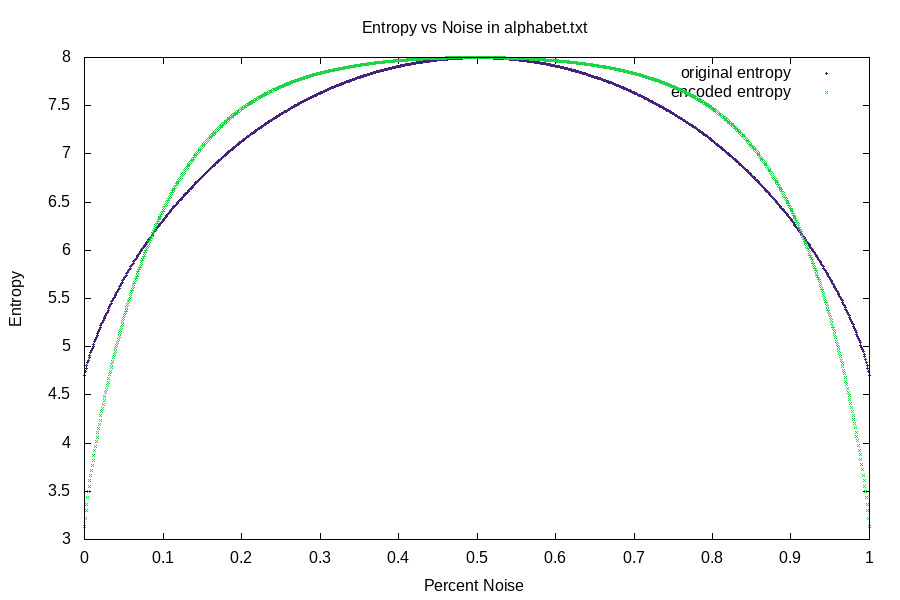 Entropy vs Noise in alphabet.txt
8
7.5
7
6.5
6
5.5
5
4.5
4
3.5
3
Entropy
original entropy
encoded entropy
0 0.1 0.2 0.3 0.4 0.5 0.6 0.7 0.8 0.9 1
Percent Noise